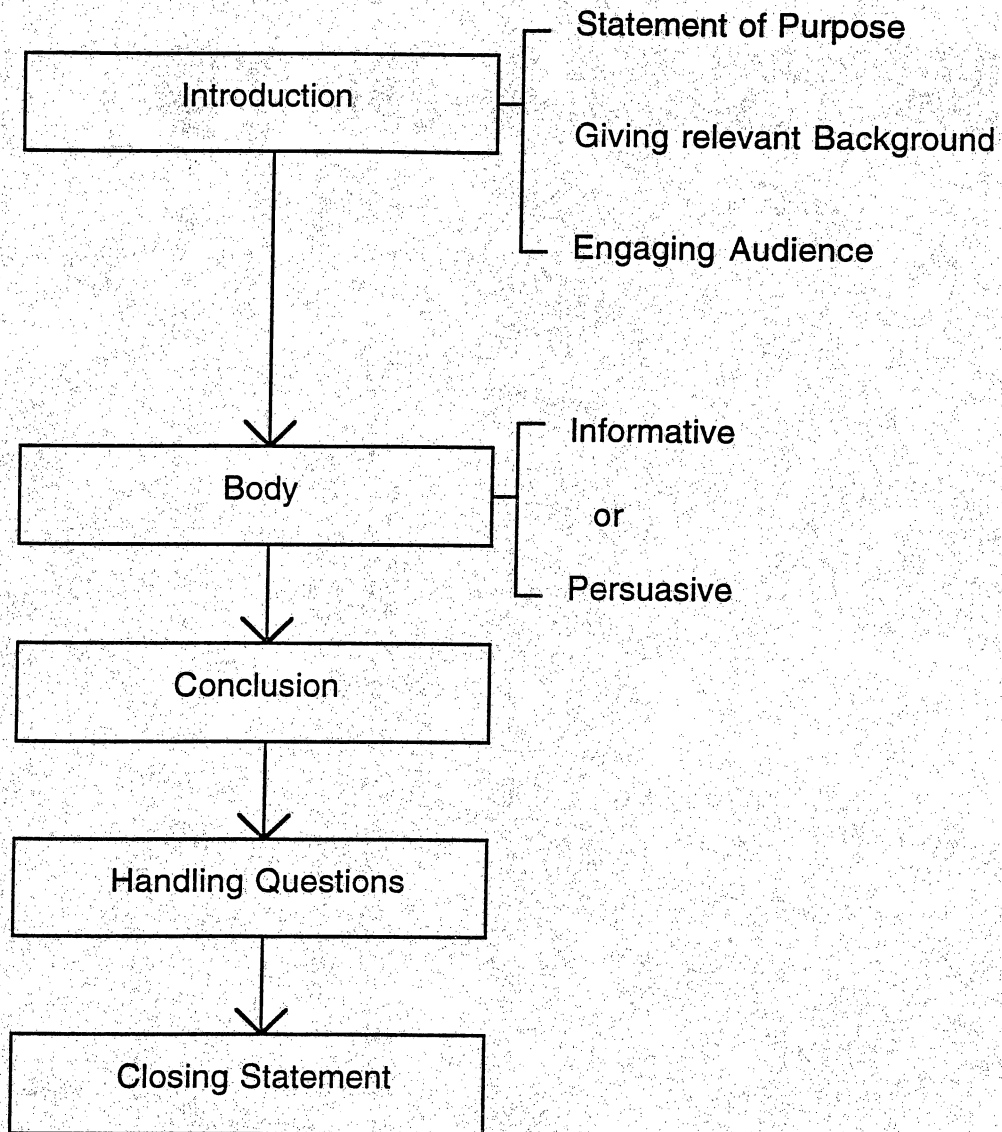 Statement of Purpose
Introduction
Giving relevant Background
Engaging Audience
Informative
Body
or
Persuasive
Conclusion
Handling Questions
Closing Statement